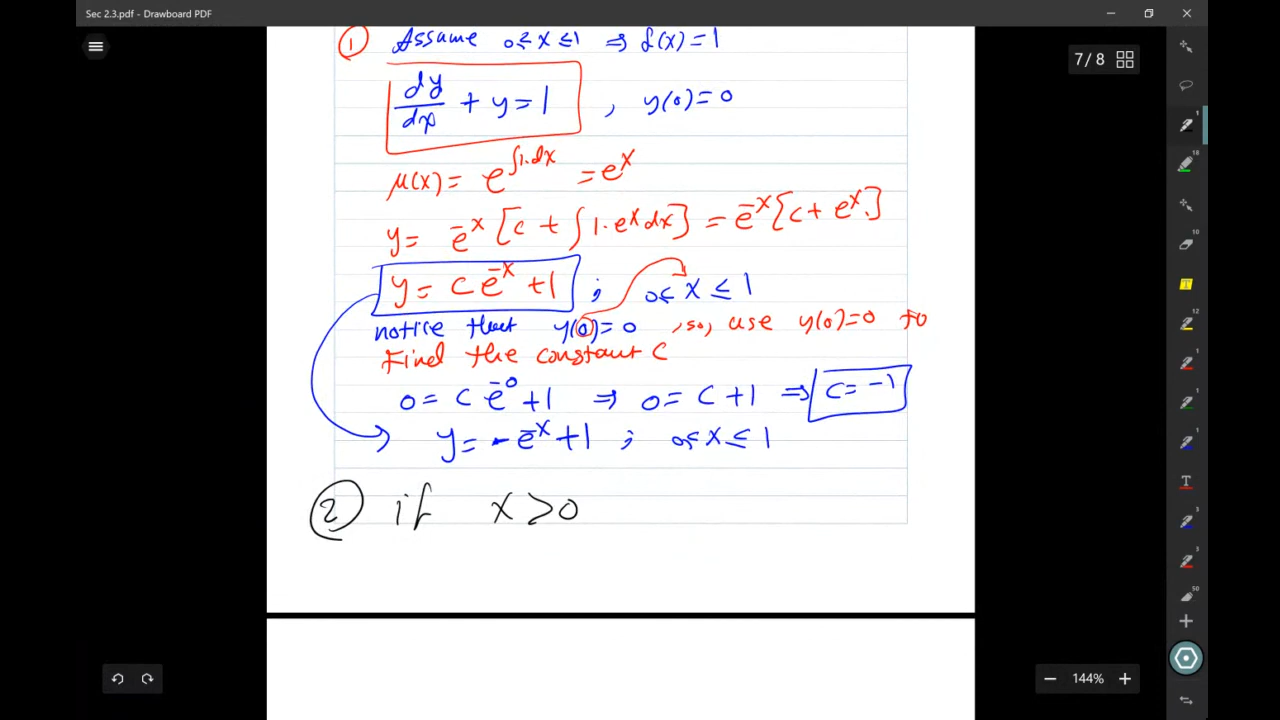 Sec 2.3.pdf - Drawboard PDF
7 / 8
① Assume 0 ≤ x ≤ 1 ⇒ f(x) = 1
dy/dx + y = 1 , y(0) = 0
μ(x) = e^∫1.dx = e^x
y = e^-x [c + ∫1·e^x dx] = e^-x [c + e^x.]
y = c e^-x + 1 ; 0 ≤ x ≤ 1
notice that y(0) = 0 , so, use y(0) = 0 to
Find the constant C
0 = c e^-0 + 1 ⇒ 0 = c + 1 ⇒ c = -1
y = - e^-x + 1 ; 0 ≤ x ≤ 1
② if x > 0
144%